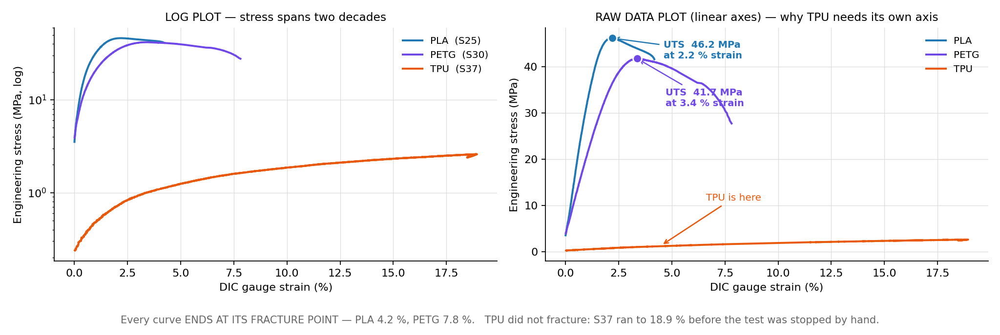 LOG PLOT — stress spans two decades
Engineering stress (MPa, log)
10¹
10⁰
PLA (S25)
PETG (S30)
TPU (S37)
0.0 2.5 5.0 7.5 10.0 12.5 15.0 17.5
DIC gauge strain (%)
RAW DATA PLOT (linear axes) — why TPU needs its own axis
Engineering stress (MPa)
40
30
20
10
0
UTS 46.2 MPa
at 2.2 % strain
UTS 41.7 MPa
at 3.4 % strain
TPU is here
PLA
PETG
TPU
0.0 2.5 5.0 7.5 10.0 12.5 15.0 17.5
DIC gauge strain (%)
Every curve ENDS AT ITS FRACTURE POINT — PLA 4.2 %, PETG 7.8 %. TPU did not fracture: S37 ran to 18.9 % before the test was stopped by hand.